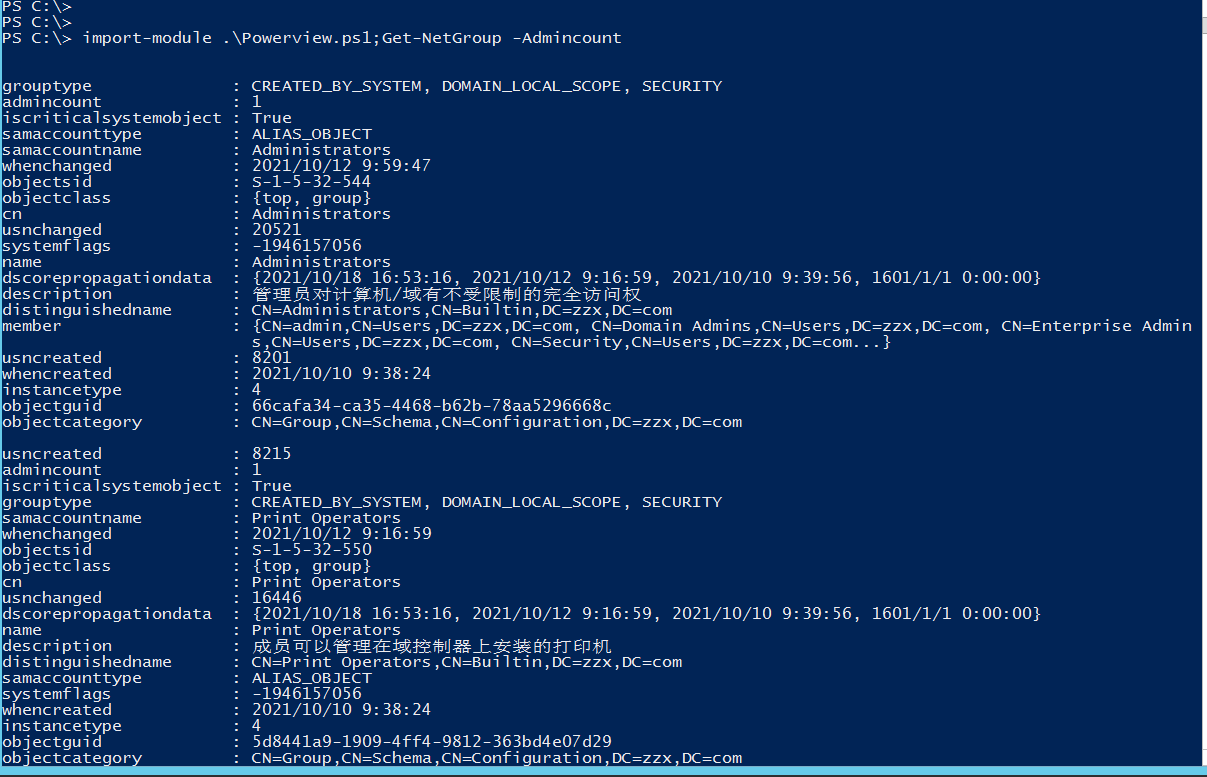 PS C:\>
PS C:\>
PS C:\> import-module .\Powerview.ps1;Get-NetGroup -Admincount
grouptype : CREATED_BY_SYSTEM, DOMAIN_LOCAL_SCOPE, SECURITY
admincount : 1
iscriticalsystemobject : True
samaccounttype : ALIAS_OBJECT
samaccountname : Administrators
whenchanged : 2021/10/12 9:59:47
objectsid : S-1-5-32-544
objectclass : {top, group}
cn : Administrators
usnchanged : 20521
systemflags : -1946157056
name : Administrators
dscorepropagationdata : {2021/10/18 16:53:16, 2021/10/12 9:16:59, 2021/10/10 9:39:56, 1601/1/1 0:00:00}
description : 管理员对计算机/域有不受限制的完全访问权
distinguishedname : CN=Administrators,CN=Builtin,DC=zzx,DC=com
member : {CN=admin,CN=Users,DC=zzx,DC=com, CN=Domain Admins,CN=Users,DC=zzx,DC=com, CN=Enterprise Admin
s,CN=Users,DC=zzx,DC=com, CN=Security,CN=Users,DC=zzx,DC=com...}
usncreated : 8201
whencreated : 2021/10/10 9:38:24
instancetype : 4
objectguid : 66cafa34-ca35-4468-b62b-78aa5296668c
objectcategory : CN=Group,CN=Schema,CN=Configuration,DC=zzx,DC=com
usncreated : 8215
admincount : 1
iscriticalsystemobject : True
grouptype : CREATED_BY_SYSTEM, DOMAIN_LOCAL_SCOPE, SECURITY
samaccountname : Print Operators
whenchanged : 2021/10/12 9:16:59
objectsid : S-1-5-32-550
objectclass : {top, group}
cn : Print Operators
usnchanged : 16446
dscorepropagationdata : {2021/10/18 16:53:16, 2021/10/12 9:16:59, 2021/10/10 9:39:56, 1601/1/1 0:00:00}
name : Print Operators
description : 成员可以管理在域控制器上安装的打印机
distinguishedname : CN=Print Operators,CN=Builtin,DC=zzx,DC=com
samaccounttype : ALIAS_OBJECT
systemflags : -1946157056
whencreated : 2021/10/10 9:38:24
instancetype : 4
objectguid : 5d8441a9-1909-4ff4-9812-363bd4e07d29
objectcategory : CN=Group,CN=Schema,CN=Configuration,DC=zzx,DC=com